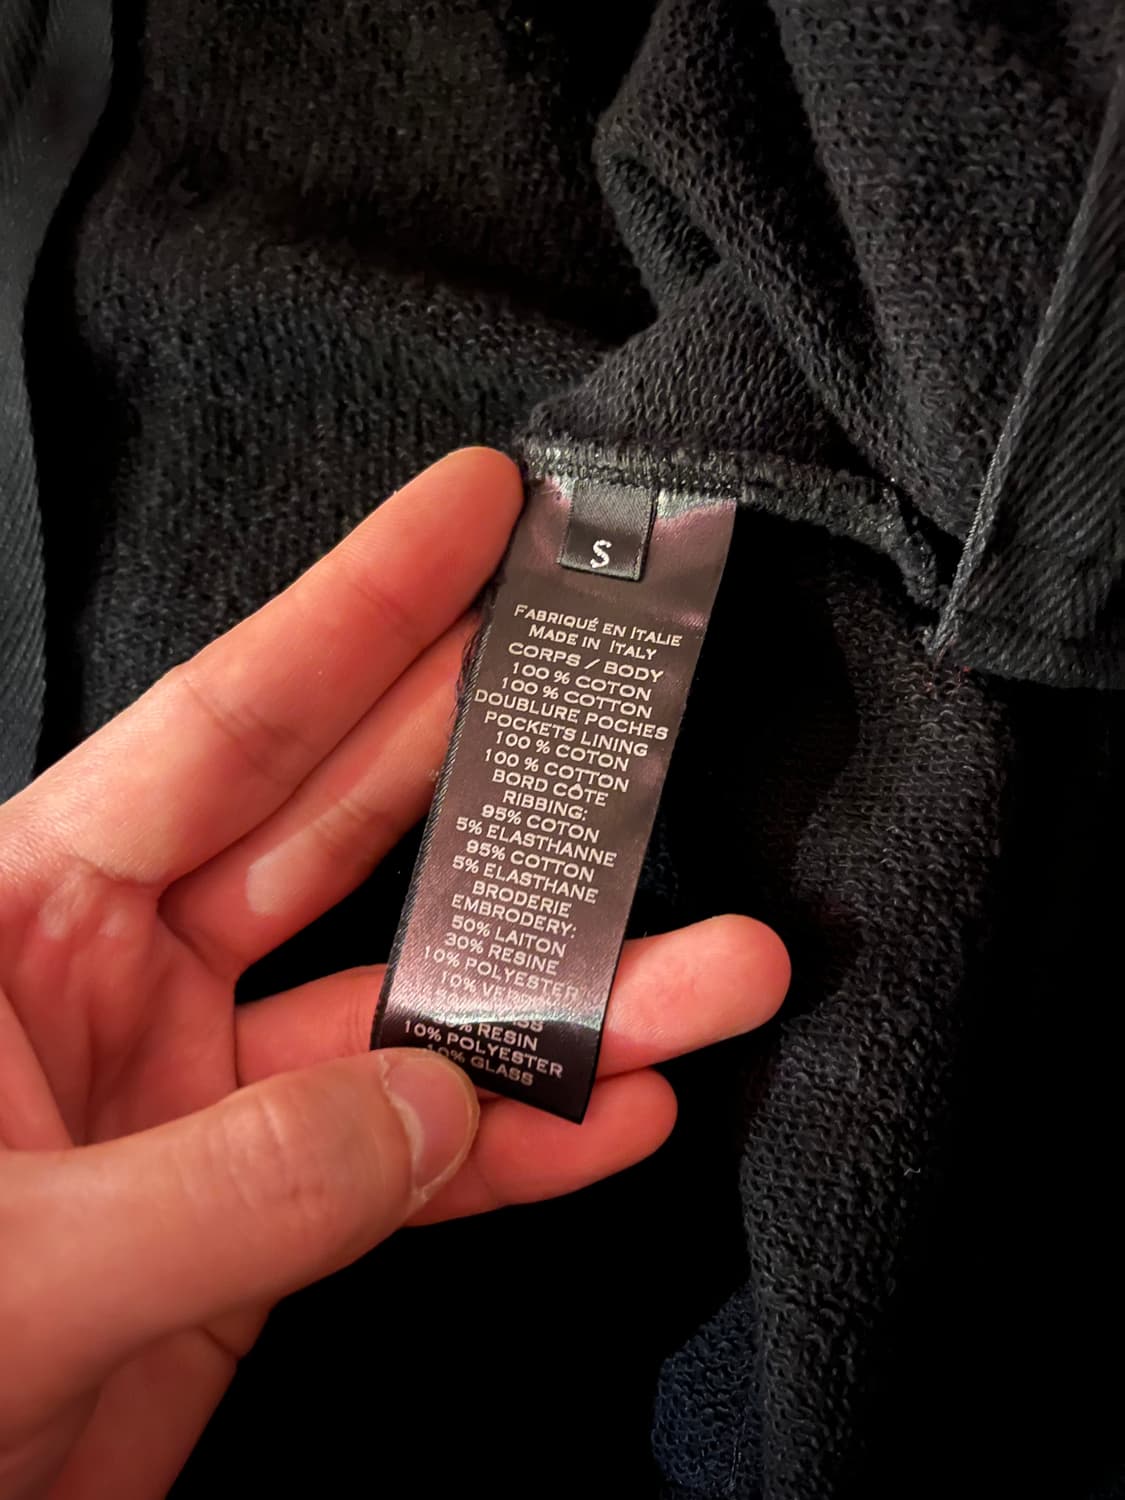 S
FABRIQUÉ EN ITALIE
MADE IN ITALY
CORPS / BODY
100 % COTON
100 % COTTON
DOUBLURE POCHES
POCKETS LINING
100 % COTON
100 % COTTON
BORD CÔTE
RIBBING:
95% COTON
5% ELASTHANNE
95% COTTON
5% ELASTHANE
BRODERIE
EMBRODERY:
50% LAITON
30% RESINE
10% POLYESTER
10%
RESIN
10% POLYESTER
10% GLASS